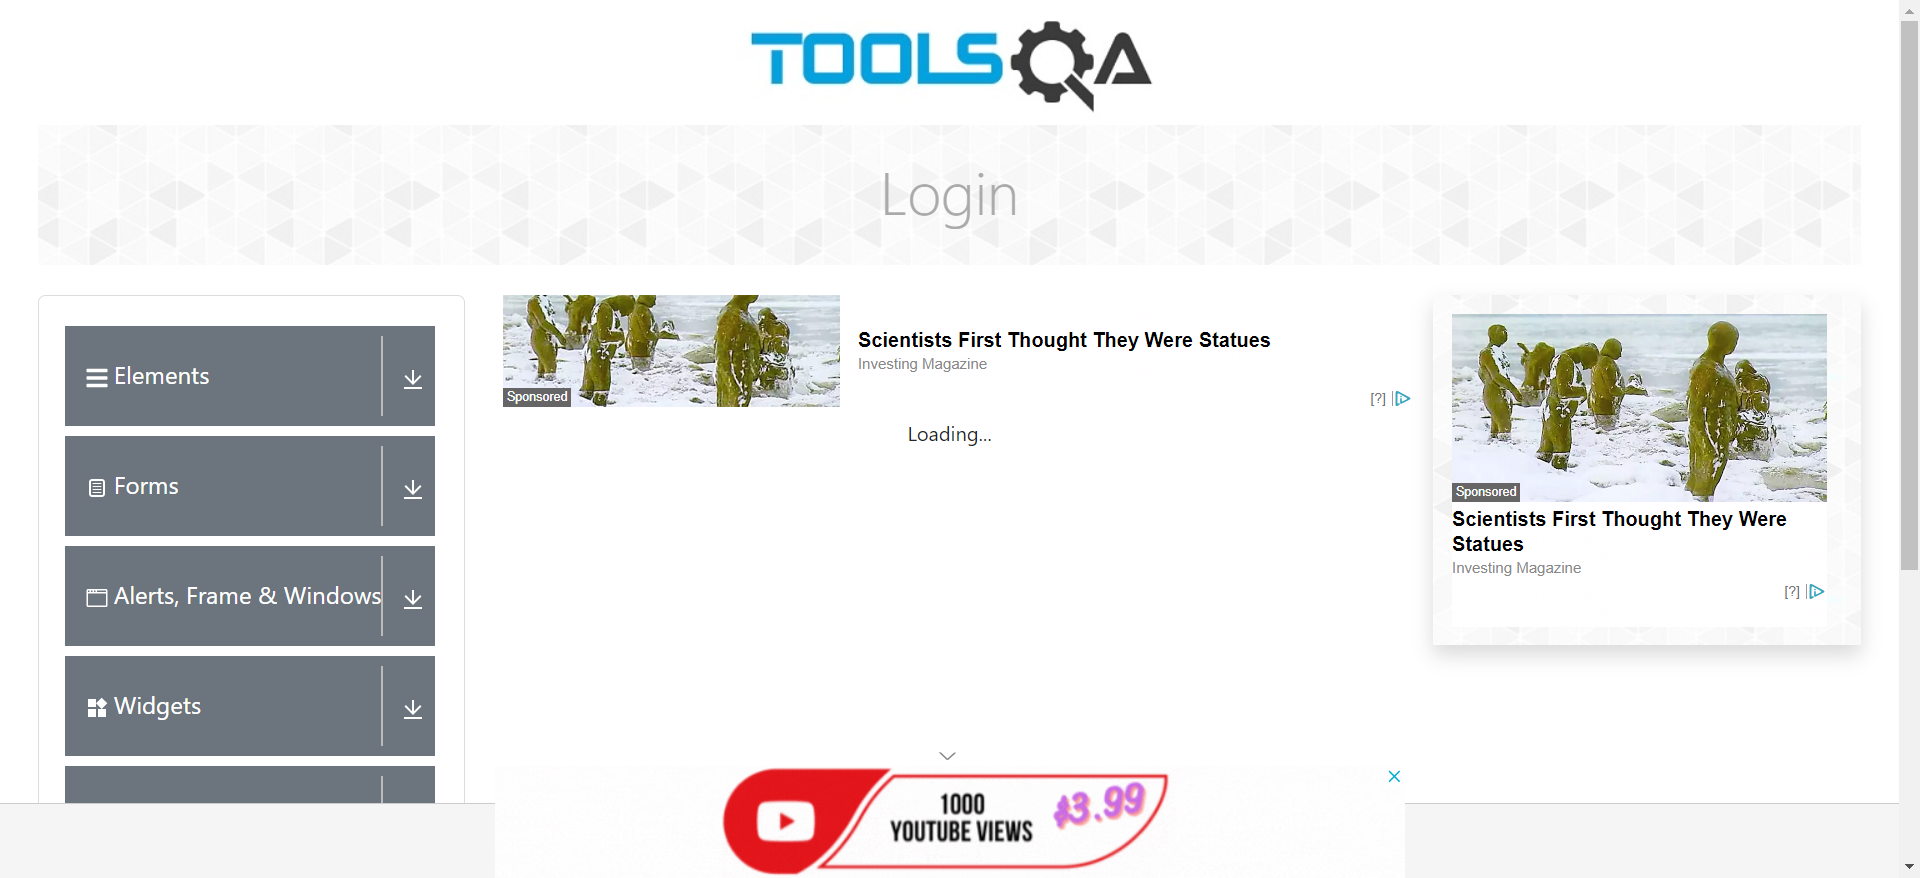 TOOLSQA
Login
Elements
Forms
Alerts, Frame & Windows
Widgets
Sponsored
Scientists First Thought They Were Statues
Investing Magazine
[?]
Loading...
Sponsored
Scientists First Thought They Were
Statues
Investing Magazine
[?]
1000
YOUTUBE VIEWS
$3.99